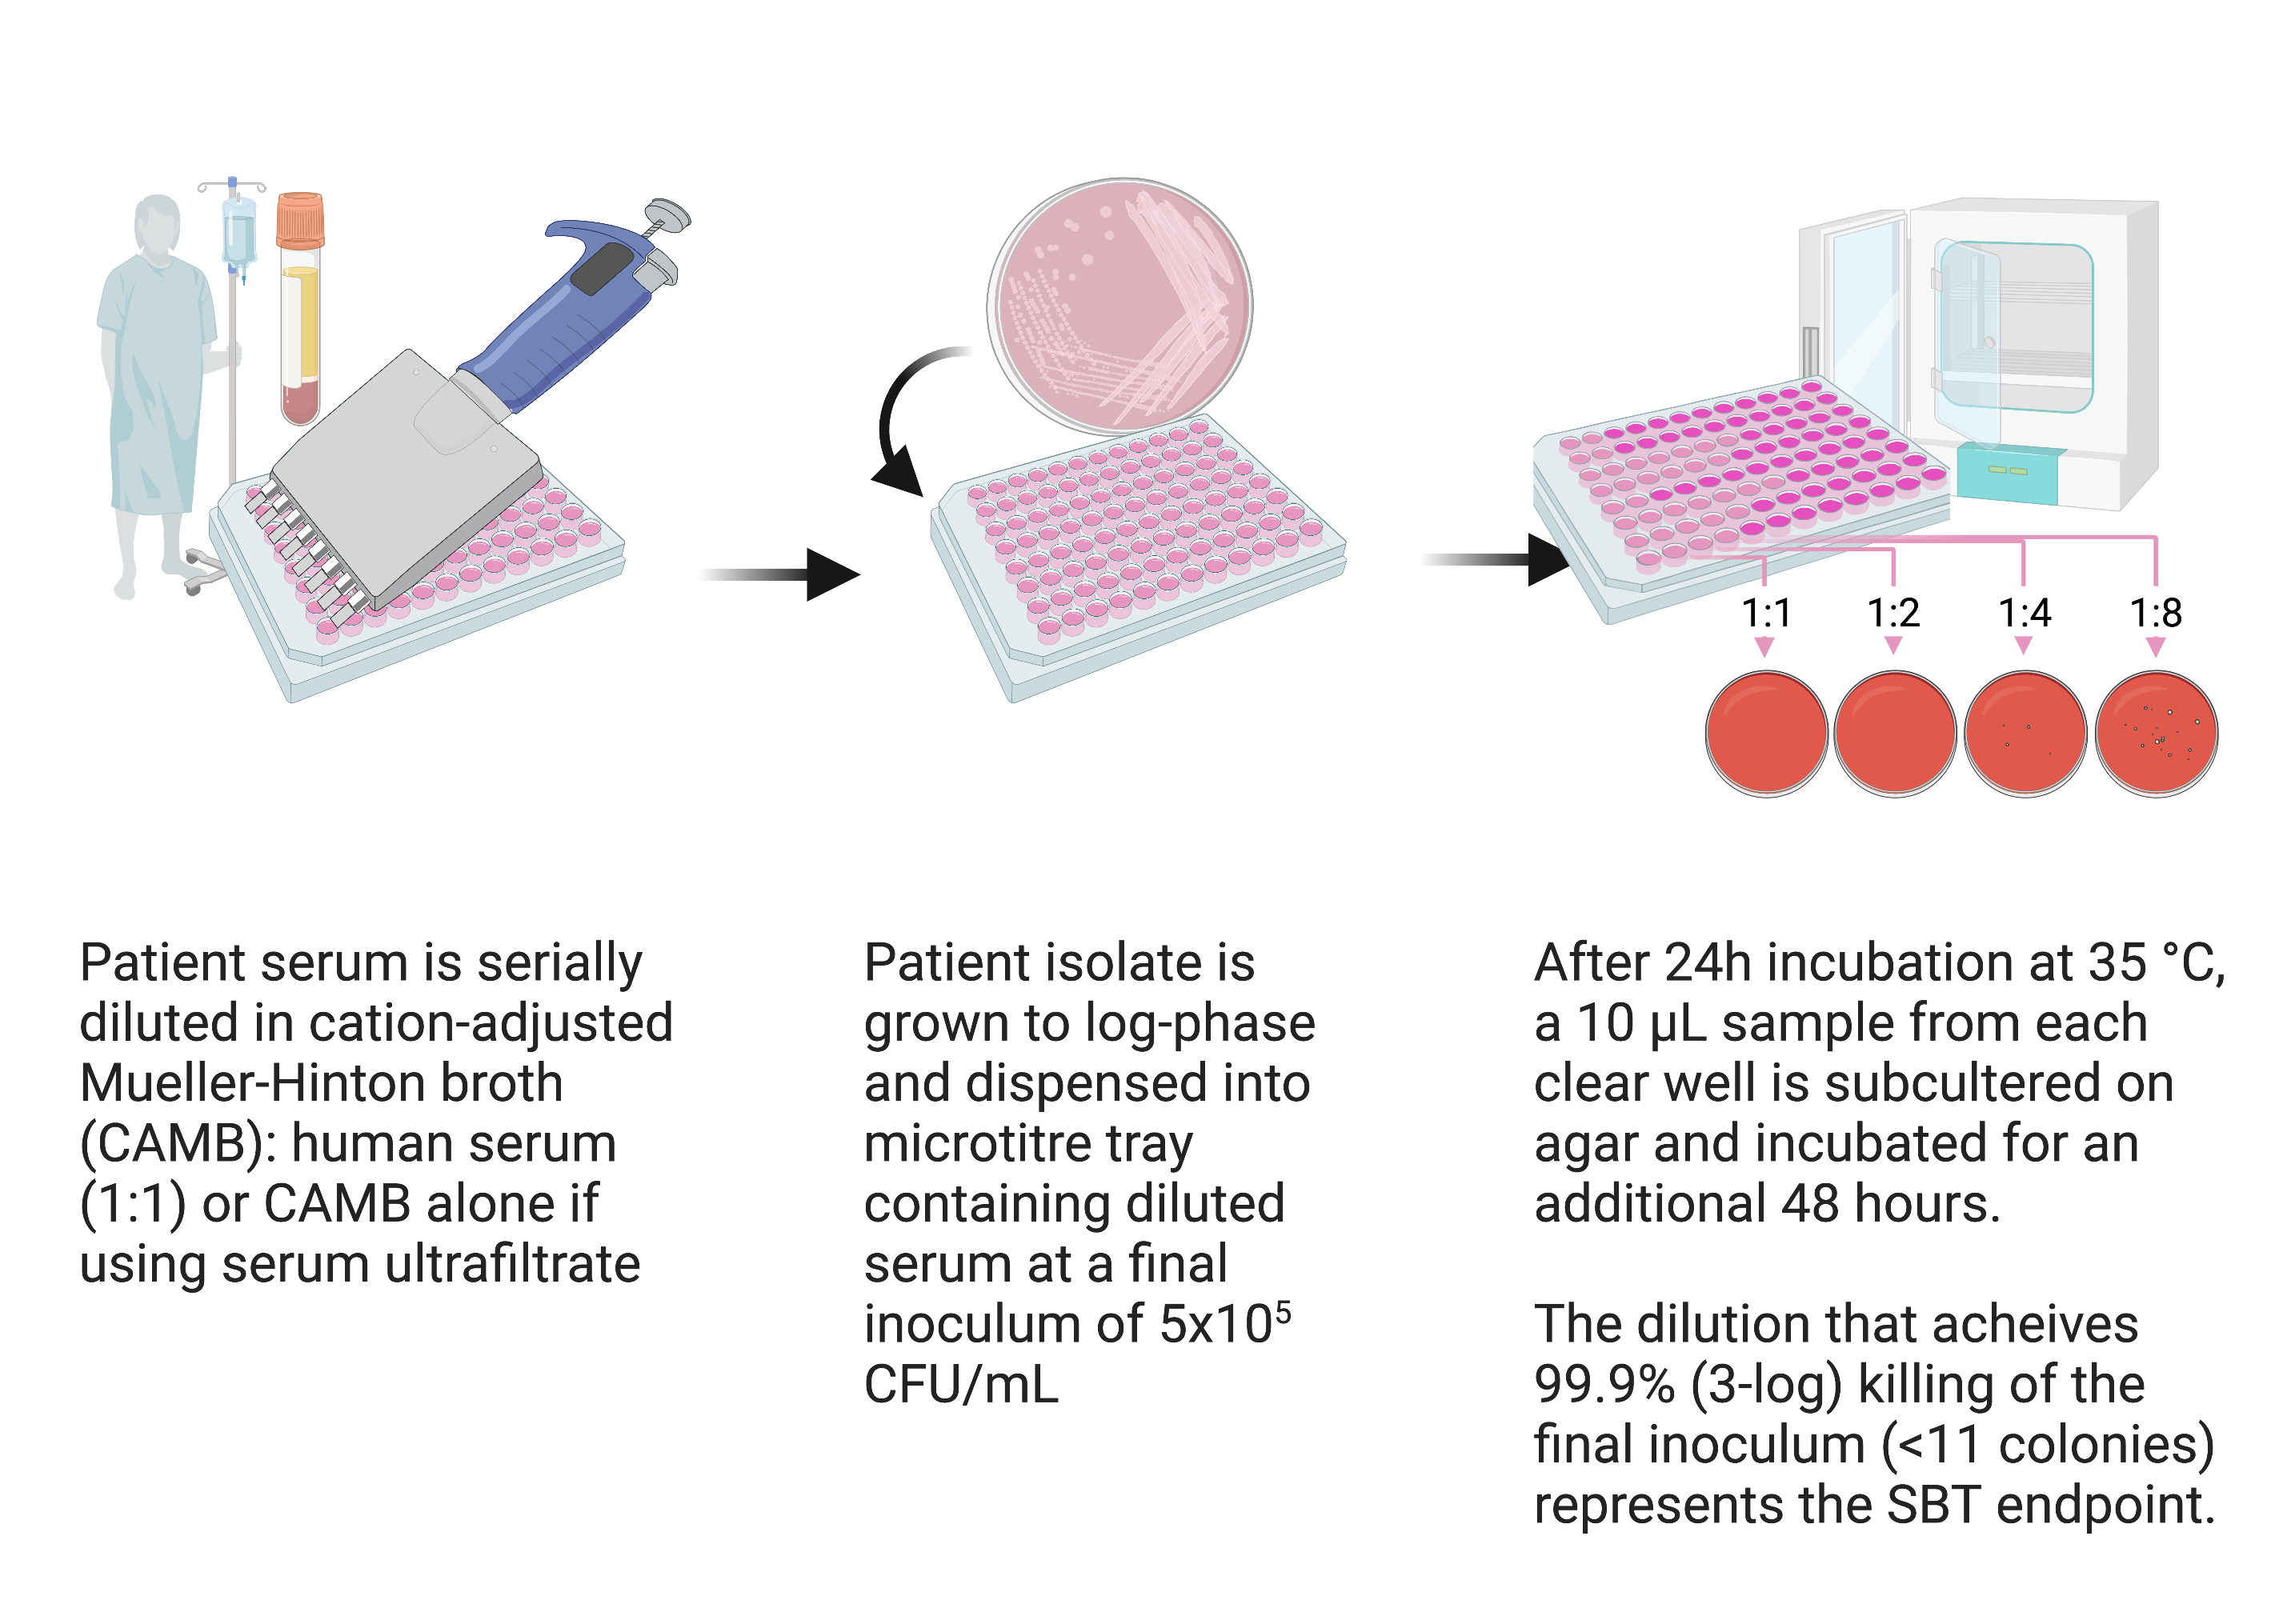 1:1
1:2
1:4
1:8
Patient serum is serially
diluted in cation-adjusted
Mueller-Hinton broth
(CAMB): human serum
(1:1) or CAMB alone if
using serum ultrafiltrate
Patient isolate is
grown to log-phase
and dispensed into
microtitre tray
containing diluted
serum at a final
inoculum of 5x10⁵
CFU/mL
After 24h incubation at 35 °C,
a 10 µL sample from each
clear well is subcultered on
agar and incubated for an
additional 48 hours.
The dilution that acheives
99.9% (3-log) killing of the
final inoculum (<11 colonies)
represents the SBT endpoint.